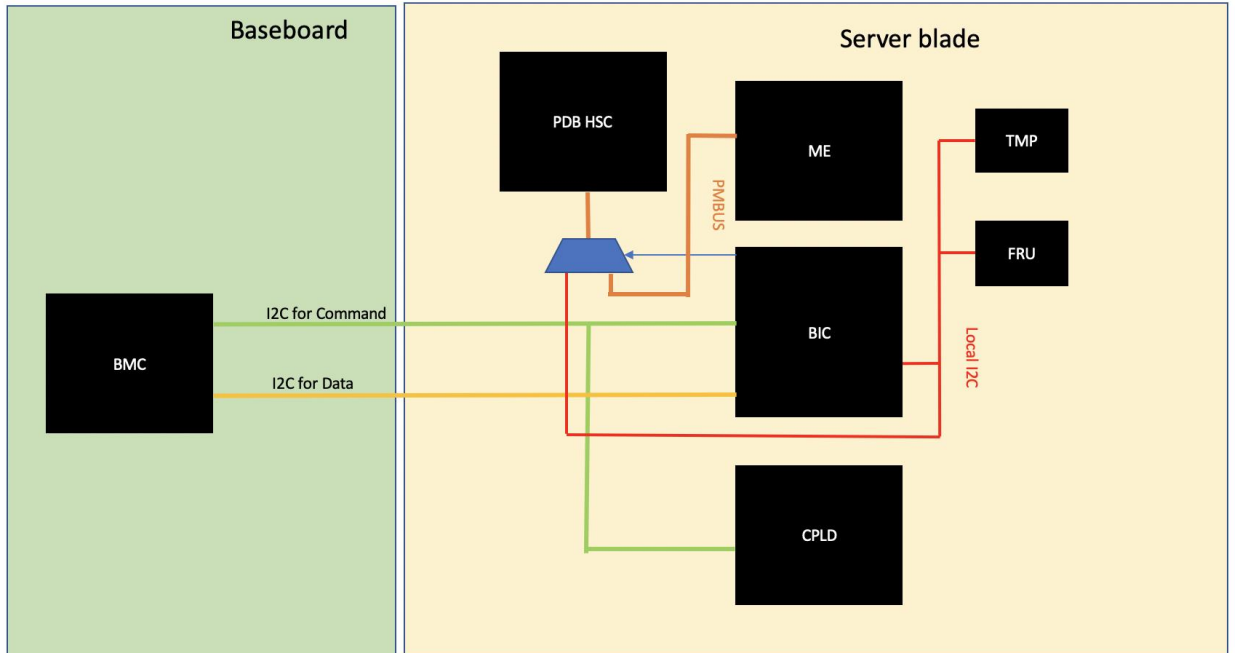 Baseboard
Server blade
PDB HSC
ME
TMP
PMBUS
FRU
BIC
I2C for Command
BMC
Local I2C
I2C for Data
CPLD